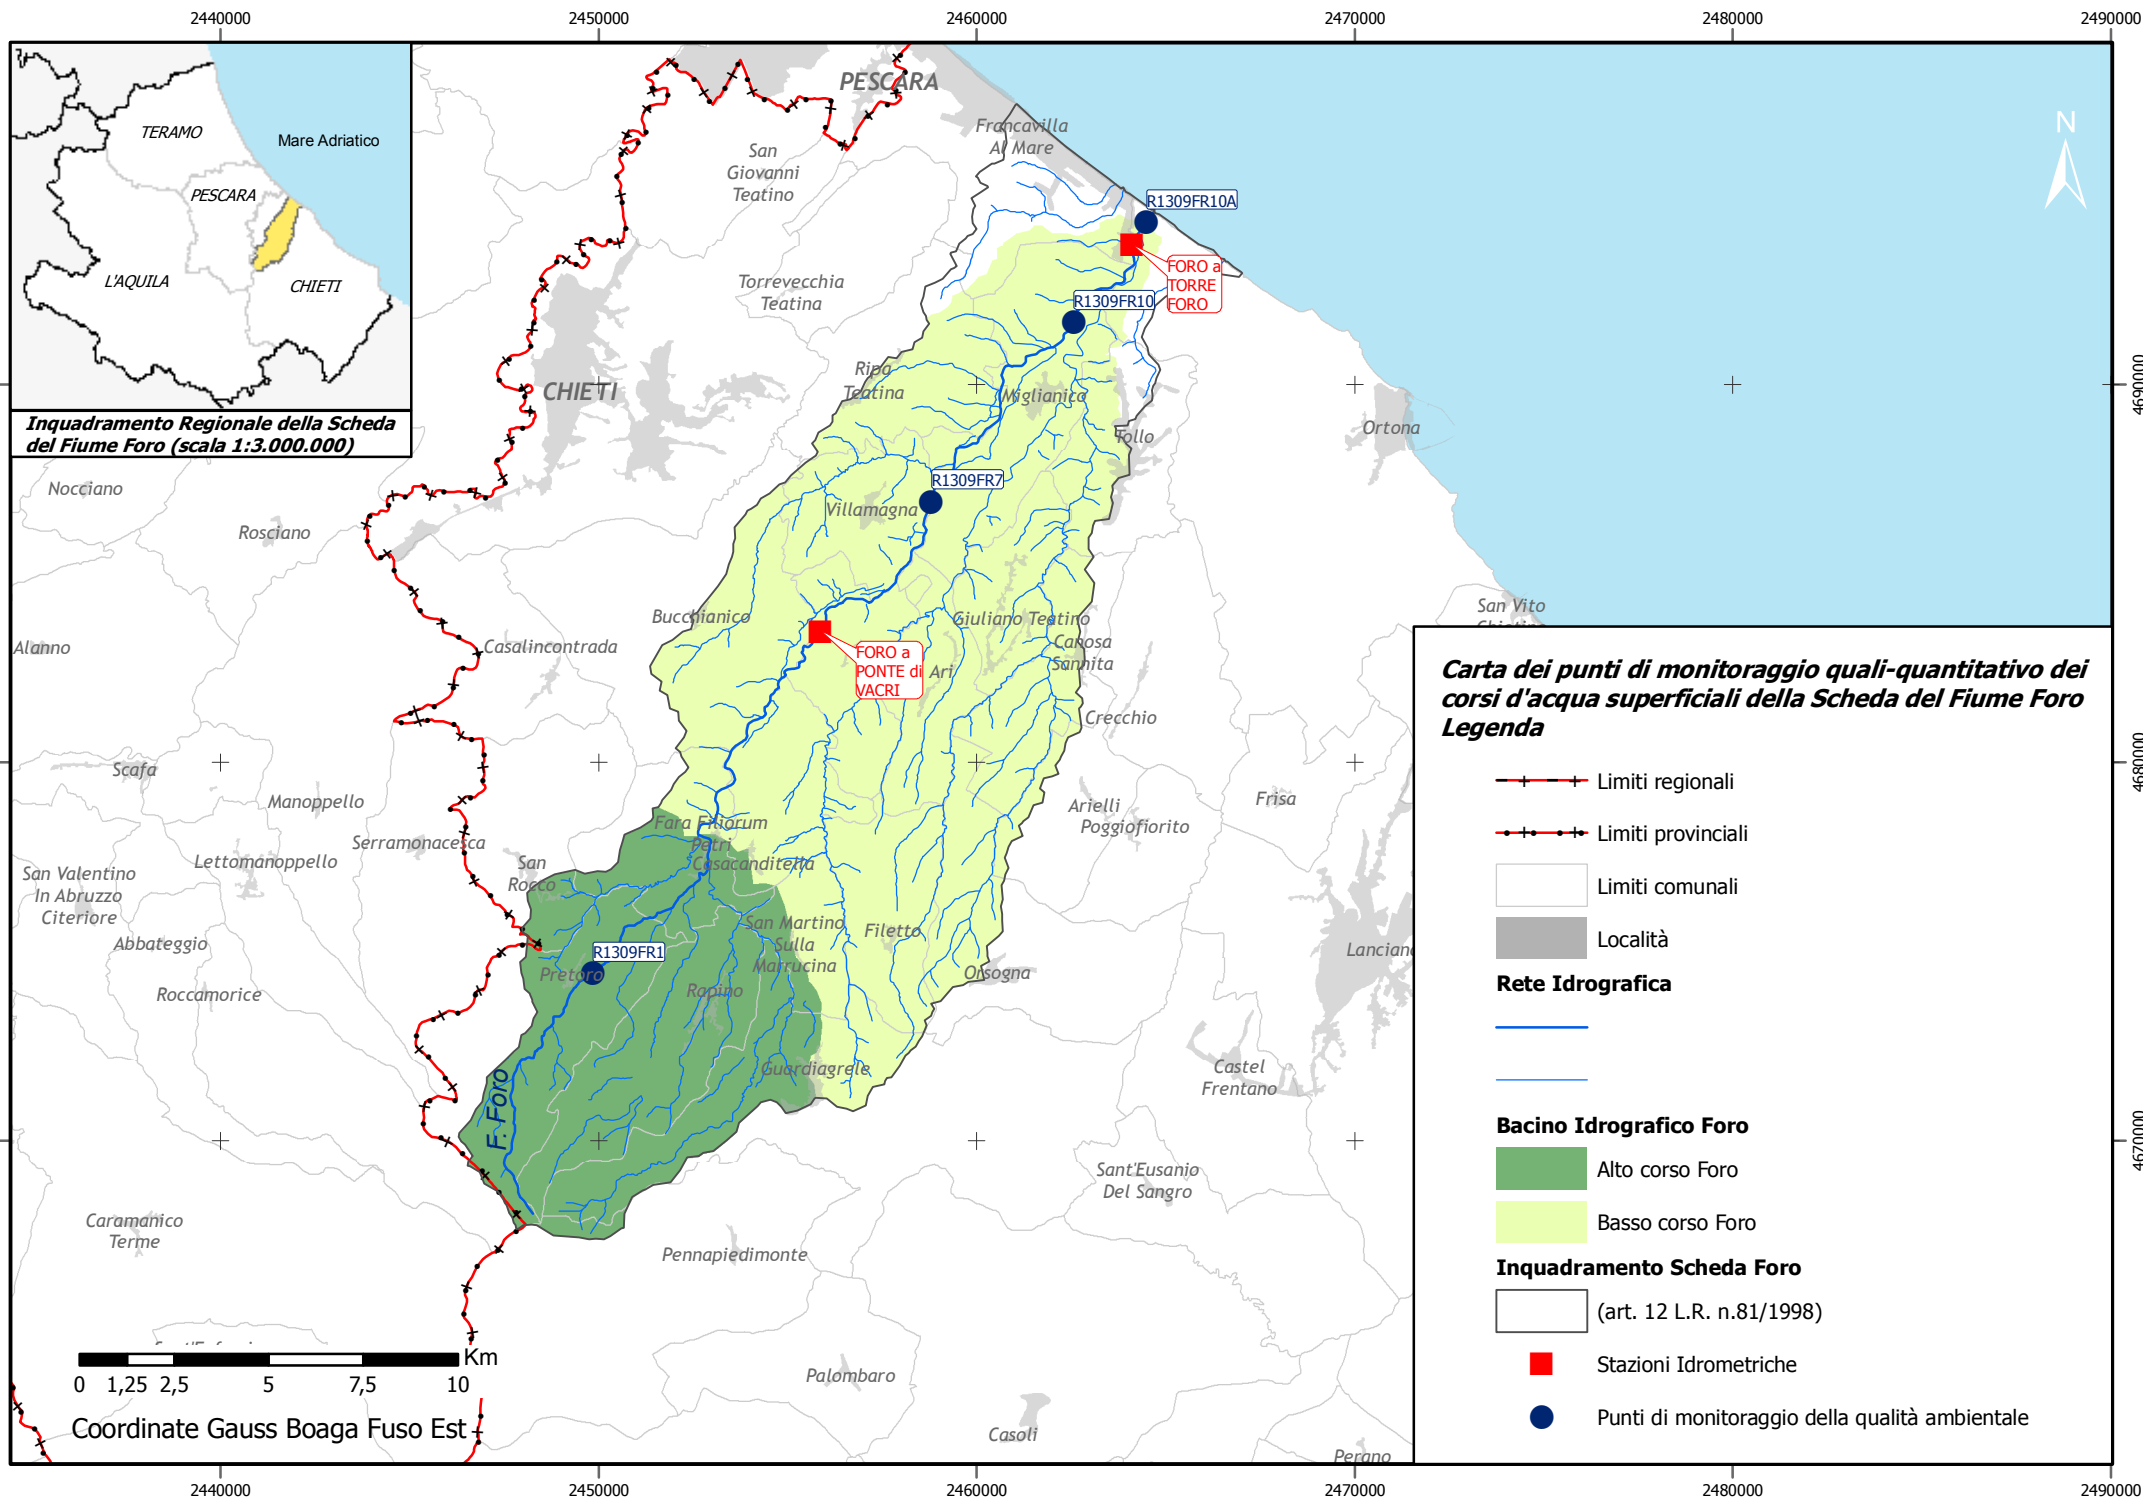 2440000
2450000
2460000
2470000
2480000
2490000
TERAMO
Mare Adriatico
PESCARA
L'AQUILA
CHIETI
Inquadramento Regionale della Scheda
del Fiume Foro (scala 1:3.000.000)
PESCARA
Francavilla
Al Mare
San
Giovanni
Teatino
N
R1309FR10A
FORO a
TORRE
FORO
Torrevecchia
Teatina
R1309FR10
Ripa
Teatina
CHIETI
Miglianico
4690000
Tollo
Ortona
Nocciano
R1309FR7
Villamagna
Rosciano
Bucchianico
Giuliano Teatino
San Vito
Alanno
Casalincontrada
Canosa
Sannita
FORO a
PONTE di
VACRI
Ari
Crecchio
Scafa
4680000
Manoppello
Arielli
Frisa
Poggiofiorito
Fara Filiorum
Petri
Serramonacesca
Lettomanoppello
San
Rocco
Casacanditella
San Valentino
In Abruzzo
Citeriore
San Martino
Sulla
Marrucina
Filetto
Abbateggio
R1309FR1
Pretoro
Lanciano
Orsogna
Roccamorice
Rapino
Guardiagrele
Castel
Frentano
F. Foro
4670000
Sant'Eusanio
Del Sangro
Caramanico
Terme
Pennapiedimonte
Palombaro
Casoli
Perano
Km
0 1,25 2,5 5 7,5 10
Coordinate Gauss Boaga Fuso Est
Carta dei punti di monitoraggio quali-quantitativo dei
corsi d'acqua superficiali della Scheda del Fiume Foro
Legenda
Limiti regionali
Limiti provinciali
Limiti comunali
Località
Rete Idrografica
Bacino Idrografico Foro
Alto corso Foro
Basso corso Foro
Inquadramento Scheda Foro
(art. 12 L.R. n.81/1998)
Stazioni Idrometriche
Punti di monitoraggio della qualità ambientale
2440000
2450000
2460000
2470000
2480000
2490000